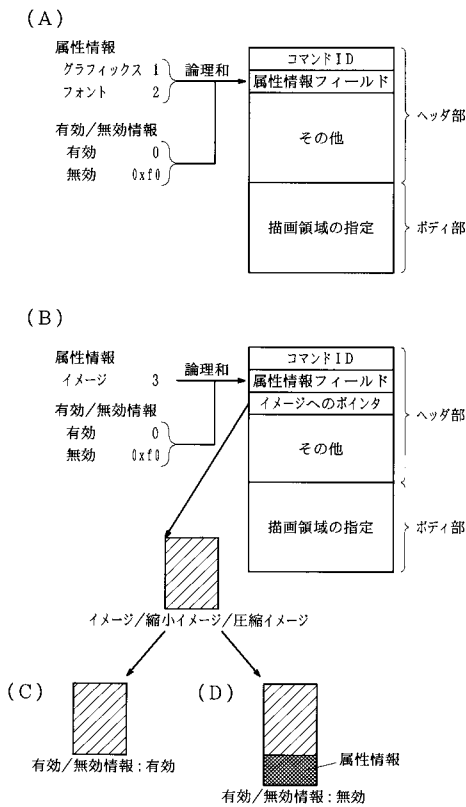 (A)
属性情報
グラフィックス 1
フォント 2
論理和
有効/無効情報
有効 0
無効 0xf0
コマンドID
属性情報フィールド
その他
描画領域の指定
ヘッダ部
ボディ部
(B)
属性情報
イメージ 3
論理和
有効/無効情報
有効 0
無効 0xf0
コマンドID
属性情報フィールド
イメージへのポインタ
その他
描画領域の指定
ヘッダ部
ボディ部
イメージ/縮小イメージ/圧縮イメージ
(C)
有効/無効情報:有効
(D)
属性情報
有効/無効情報:無効